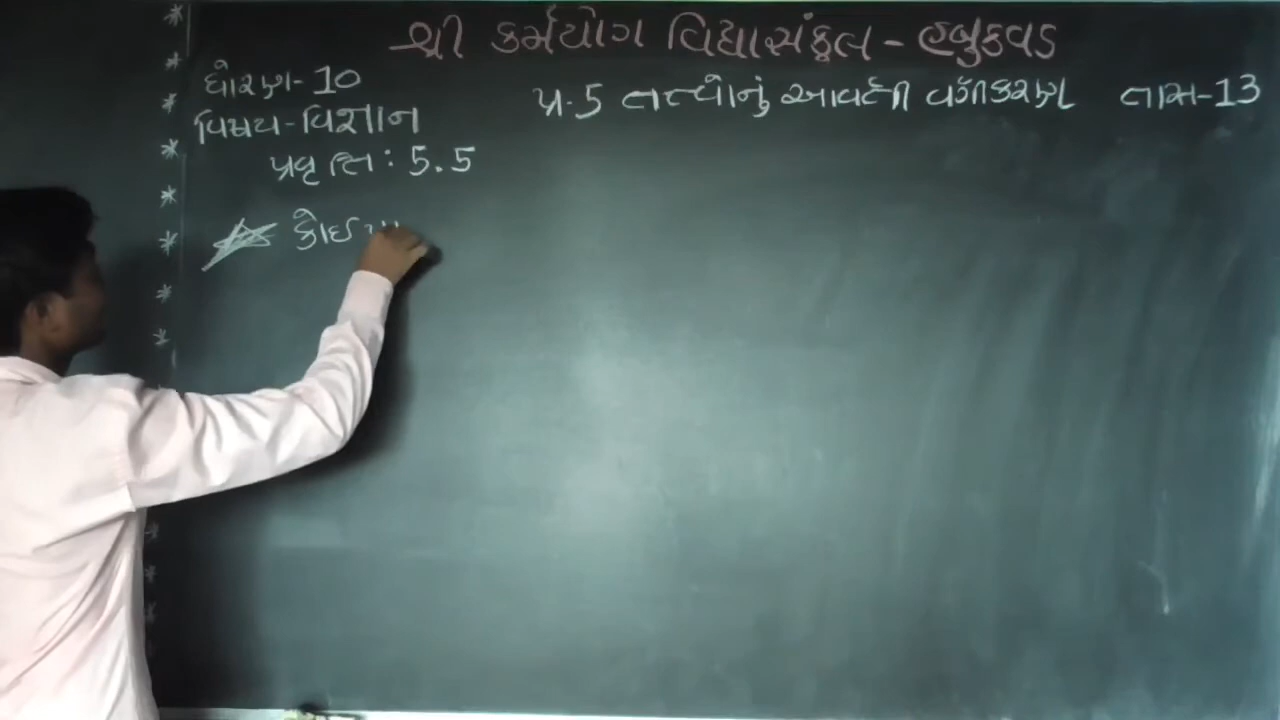 શ્રી કર્મયોગ વિદ્યાસંકુલ - હબુકવડ
ધોરણ - 10
પ્ર. 5 તત્ત્વોનું આવર્તી વર્ગીકરણ તાસ - 13
વિષય - વિજ્ઞાન
પ્રવૃત્તિ : 5.5
કોઈ